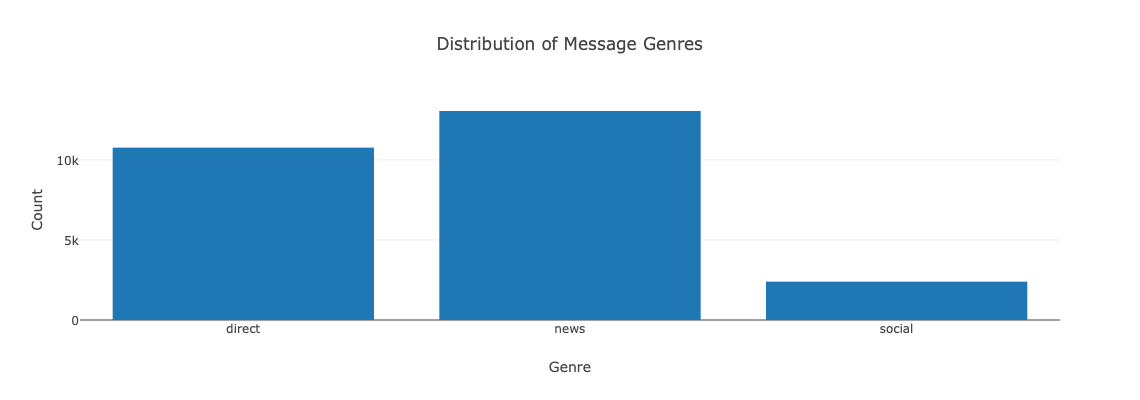 Distribution of Message Genres
Count
10k
5k
0
direct
news
social
Genre